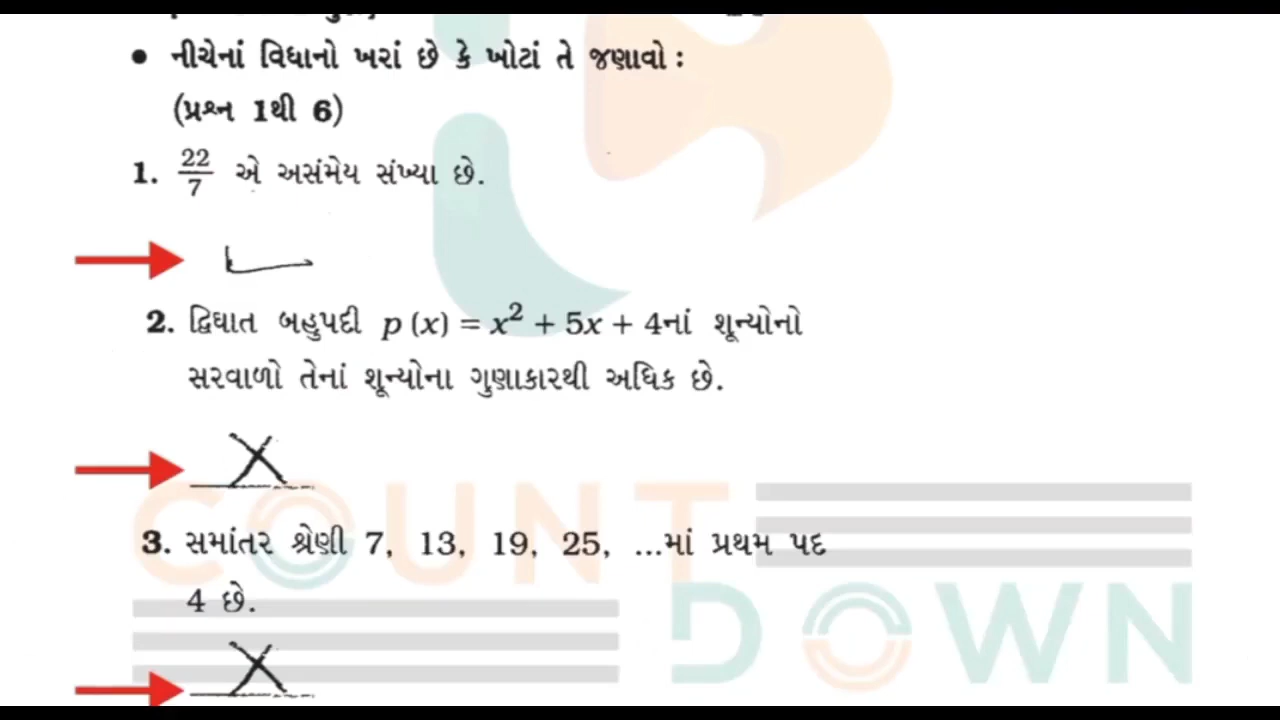 • નીચેનાં વિધાનો ખરાં છે કે ખોટાં તે જણાવો :
(પ્રશ્ન 1થી 6)
1. 22/7 એ અસંમેય સંખ્યા છે.
2. દ્વિઘાત બહુપદી p (x) = x² + 5x + 4નાં શૂન્યોનો
સરવાળો તેનાં શૂન્યોના ગુણાકારથી અધિક છે.
X
COUNT
3. સમાંતર શ્રેણી 7, 13, 19, 25, ...માં પ્રથમ પદ
4 છે.
DOWN
X